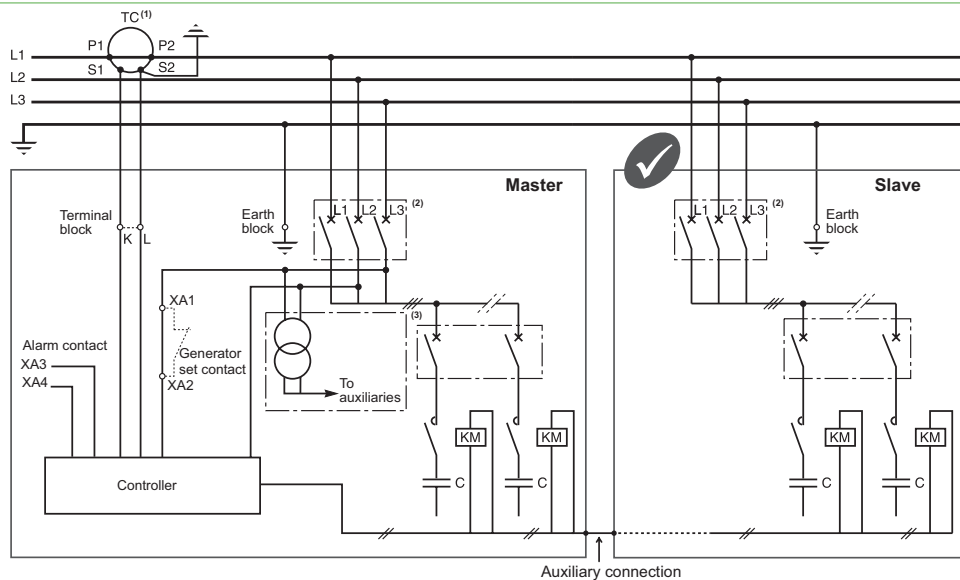 TC (1)
P1 P2
L1
S1 S2
L2
L3
Master
Slave
Terminal
block
K L
Earth
block
L1 L2 L3 (2)
L1 L2 L3 (2)
Earth
block
XA1
(3)
Alarm contact
XA3
XA4
Generator
set contact
XA2
To
auxiliaries
KM KM
KM KM
C C
C C
Controller
Auxiliary connection